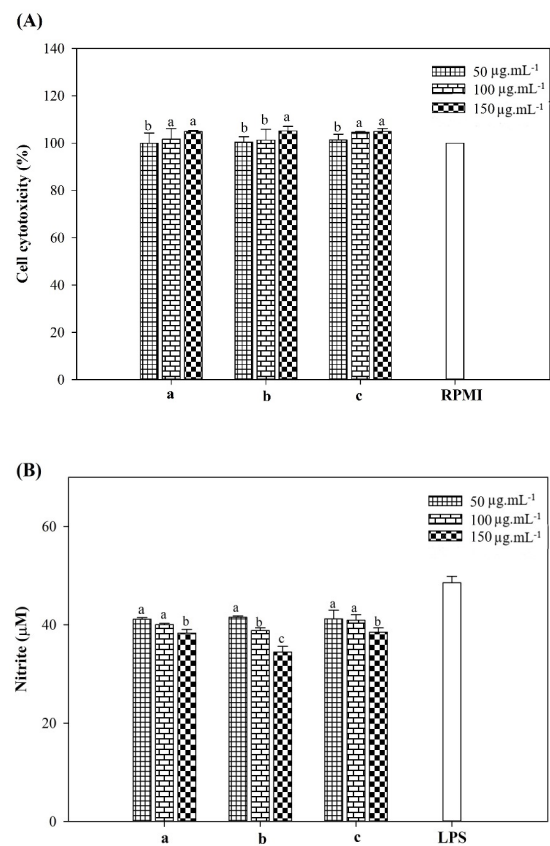 (A)
140
120
100
80
60
40
20
0
Cell cytotoxicity (%)
50 µg.mL-1
100 µg.mL-1
150 µg.mL-1
b a a b b a b a a
a b c RPMI
(B)
60
40
20
0
Nitrite (µM)
50 µg.mL-1
100 µg.mL-1
150 µg.mL-1
a a b a b c a a b
a b c LPS